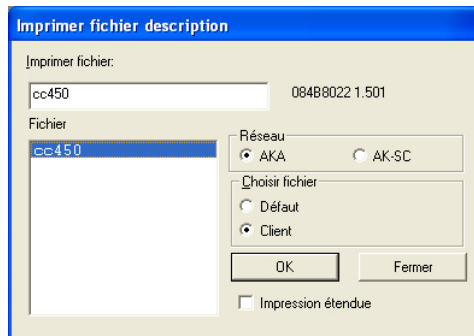 Imprimer fichier description
Imprimer fichier:
cc450
084B8022 1.501
Fichier
cc450
Réseau
AKA
AK-SC
Choisir fichier
Défaut
Client
OK
Fermer
Impression étendue